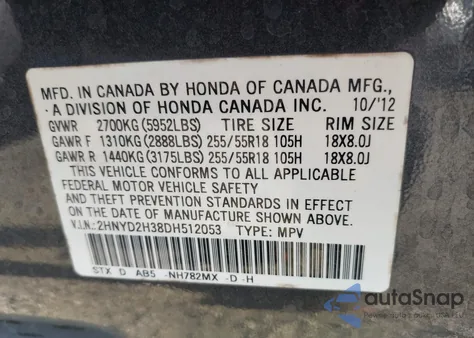 MFD. IN CANADA BY HONDA OF CANADA MFG.,
A DIVISION OF HONDA CANADA INC. 10/'12
GVWR 2700KG(5952LBS) TIRE SIZE RIM SIZE
GAWR F 1310KG(2888LBS) 255/55R18 105H 18X8.0J
GAWR R 1440KG(3175LBS) 255/55R18 105H 18X8.0J
THIS VEHICLE CONFORMS TO ALL APPLICABLE
FEDERAL MOTOR VEHICLE SAFETY
AND THEFT PREVENTION STANDARDS IN
EFFECT ON THE DATE OF MANUFACTURE SHOWN ABOVE.
V.I.N.:2HNYD2H38DH512053 TYPE: MPV
STX D AB5 -NH782MX -D-H
autoSnap